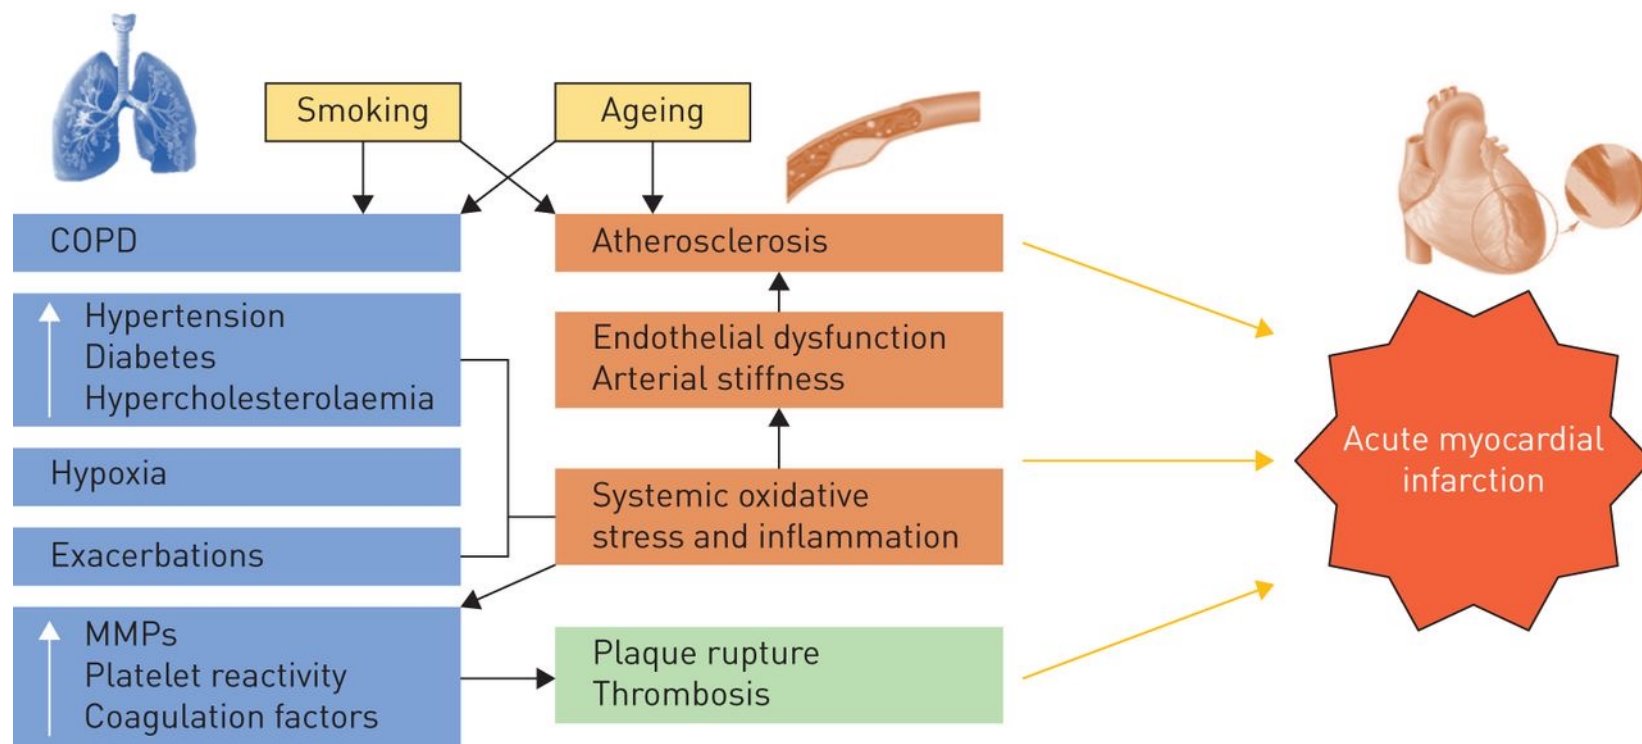 Smoking
Ageing
COPD
Hypertension
Diabetes
Hypercholesterolaemia
Hypoxia
Exacerbations
MMPs
Platelet reactivity
Coagulation factors
Atherosclerosis
Endothelial dysfunction
Arterial stiffness
Systemic oxidative
stress and inflammation
Plaque rupture
Thrombosis
Acute myocardial
infarction